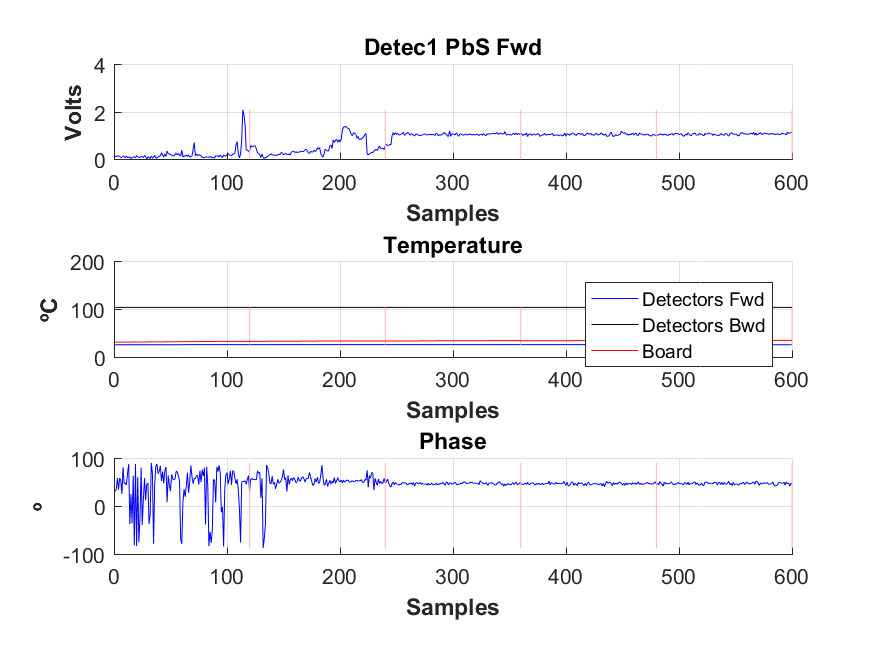 Detec1 PbS Fwd
4
2
0
Volts
0 100 200 300 400 500 600
Samples
Temperature
200
100
0
ºC
Detectors Fwd
Detectors Bwd
Board
0 100 200 300 400 500 600
Samples
Phase
100
0
-100
º
0 100 200 300 400 500 600
Samples